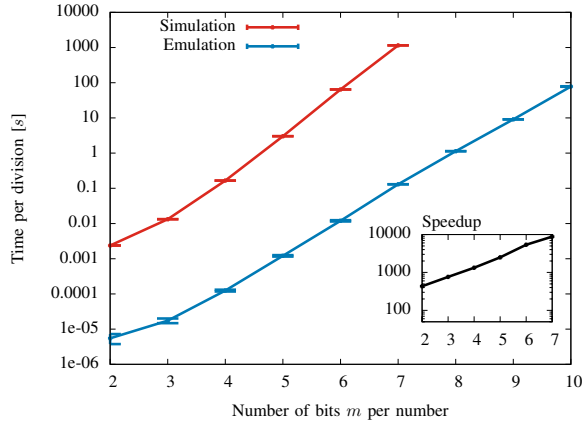 10000
1000
100
10
1
0.1
0.01
0.001
0.0001
1e-05
1e-06
Time per division [s]
Simulation
Emulation
Speedup
10000
1000
100
2 3 4 5 6 7
2 3 4 5 6 7 8 9 10
Number of bits m per number